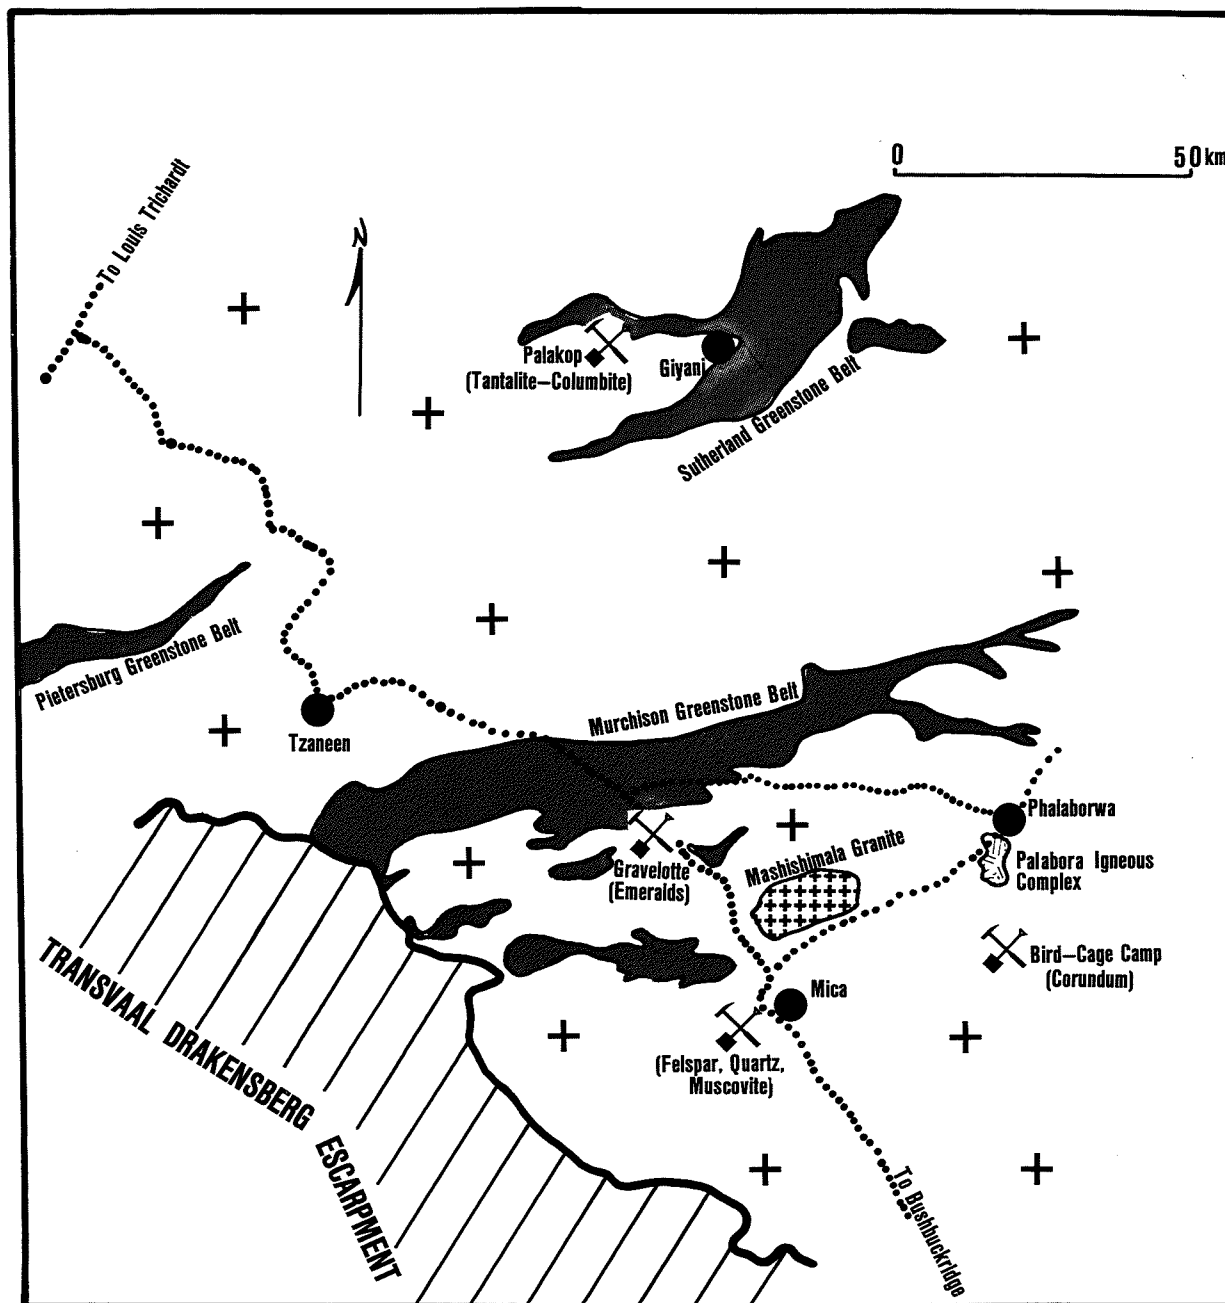 0 50 km
To Louis Trichardt
N
Palakop
(Tantalite–Columbite)
Giyani
Sutherland Greenstone Belt
Pietersburg Greenstone Belt
Tzaneen
Murchison Greenstone Belt
Phalaborwa
Palabora Igneous
Complex
Mashishimala Granite
Gravelotte
(Emeralds)
Bird–Cage Camp
(Corundum)
Mica
(Felspar, Quartz,
Muscovite)
TRANSVAAL DRAKENSBERG ESCARPMENT
To Bushbuckridge